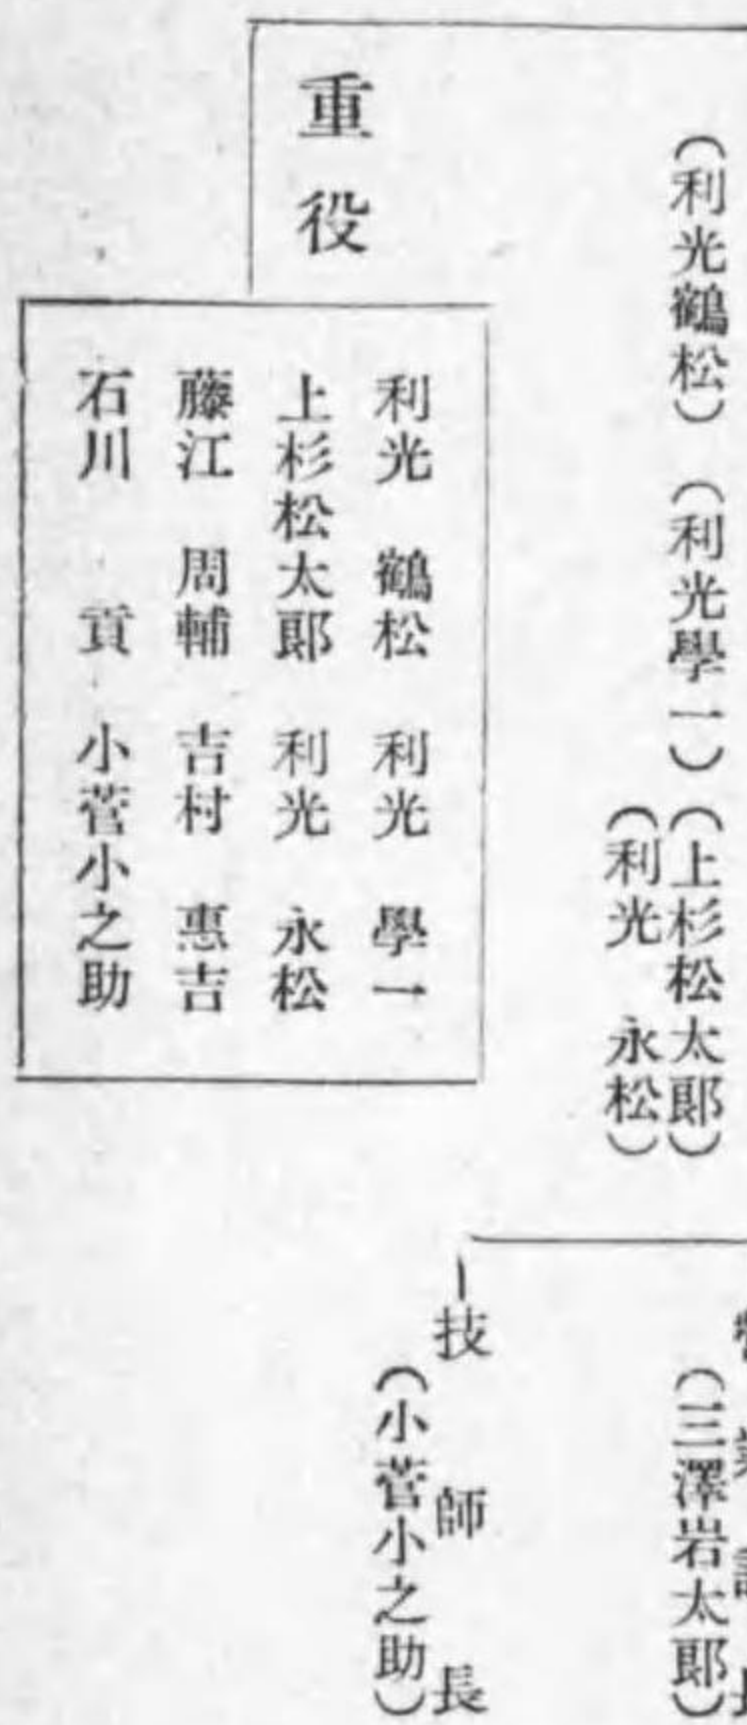 (利光鶴松) (利光學一) (上杉松太郎)
(利光 永松)
重役
利光 鶴松 利光 學一
上杉松太郎 利光 永松
藤江 周輔 吉村 惠吉
石川 貢 小菅小之助
(三澤岩太郎)
技師長
(小菅小之助)